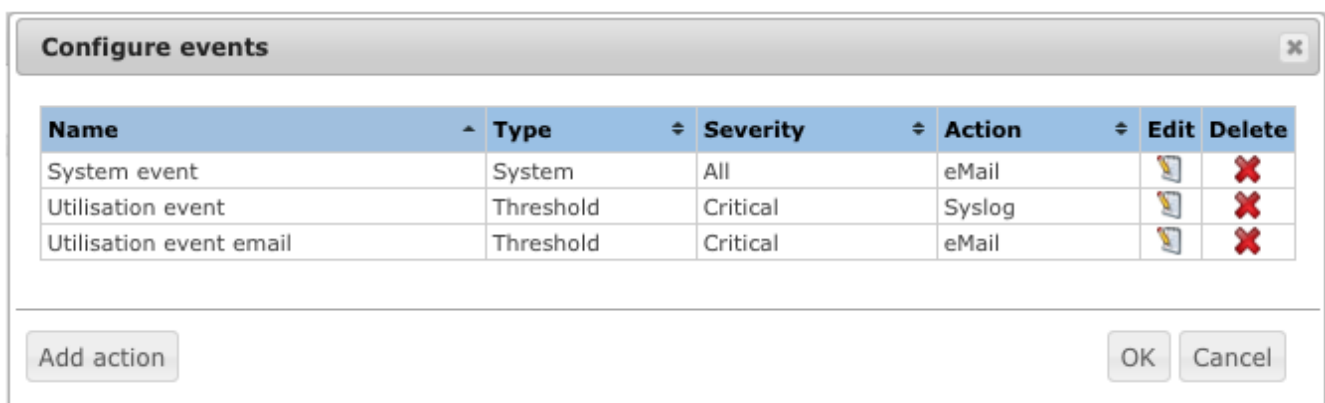 Configure events
Name Type Severity Action Edit Delete
System event System All eMail
Utilisation event Threshold Critical Syslog
Utilisation event email Threshold Critical eMail
Add action OK Cancel